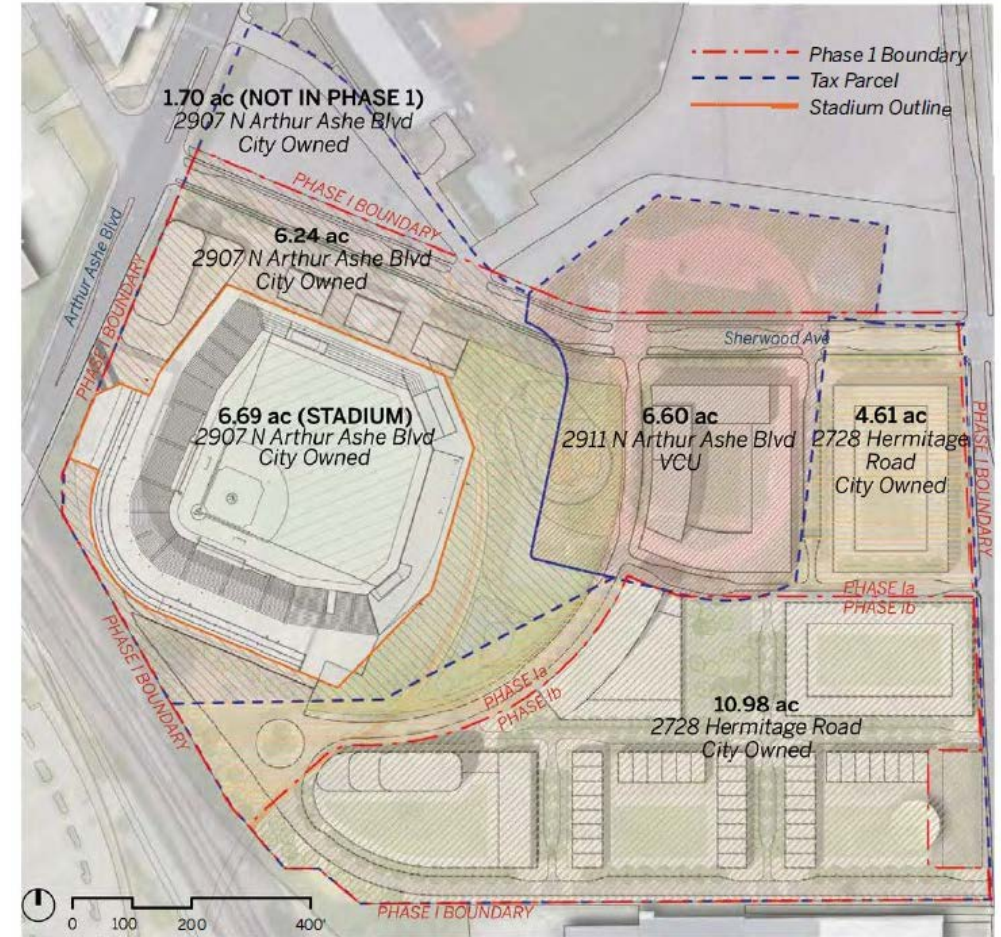 Phase 1 Boundary
Tax Parcel
Stadium Outline
1.70 ac (NOT IN PHASE 1)
2907 N Arthur Ashe Blvd
City Owned
PHASE I BOUNDARY
6.24 ac
2907 N Arthur Ashe Blvd
City Owned
Arthur Ashe Blvd
PHASE I BOUNDARY
Sherwood Ave
6.69 ac (STADIUM)
2907 N Arthur Ashe Blvd
City Owned
6.60 ac
2911 N Arthur Ashe Blvd
VCU
4.61 ac
2728 Hermitage
Road
City Owned
PHASE I BOUNDARY
PHASE Ia
PHASE Ib
PHASE Ia
PHASE Ib
PHASE I BOUNDARY
10.98 ac
2728 Hermitage Road
City Owned
0 100 200 400'
PHASE I BOUNDARY